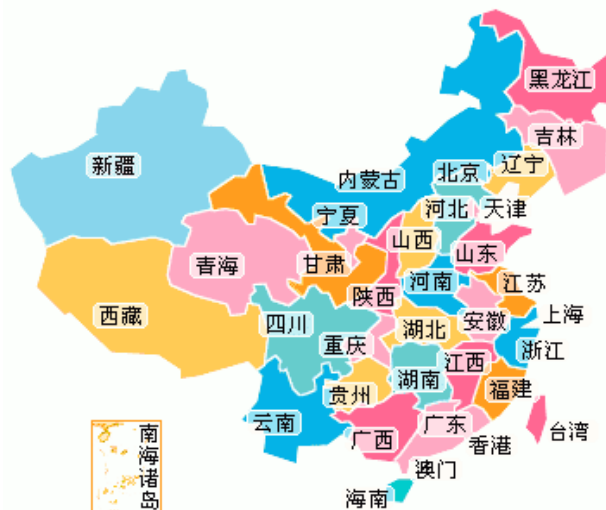 黑龙江
吉林
辽宁
新疆
内蒙古
北京
宁夏
河北
天津
山西
山东
青海
甘肃
河南
江苏
陕西
西藏
四川
安徽
上海
湖北
重庆
浙江
江西
湖南
贵州
福建
云南
广西
广东
台湾
香港
澳门
海南
南海诸岛